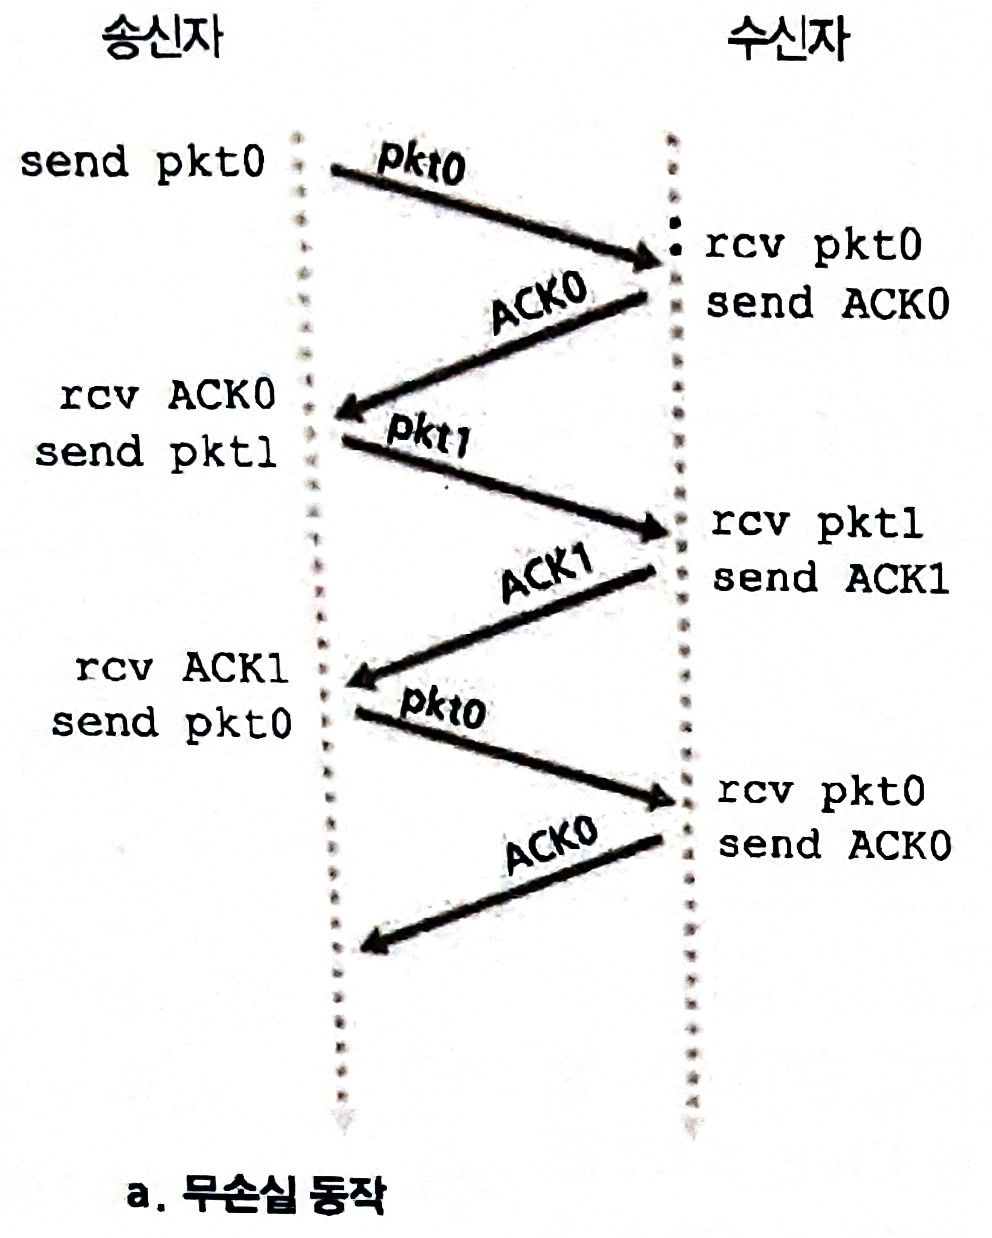 송신자 수신자
send pkt0
pkt0
rcv pkt0
send ACK0
ACK0
rcv ACK0
send pkt1
pkt1
rcv pkt1
send ACK1
ACK1
rcv ACK1
send pkt0
pkt0
rcv pkt0
send ACK0
ACK0
a. 무손실 동작